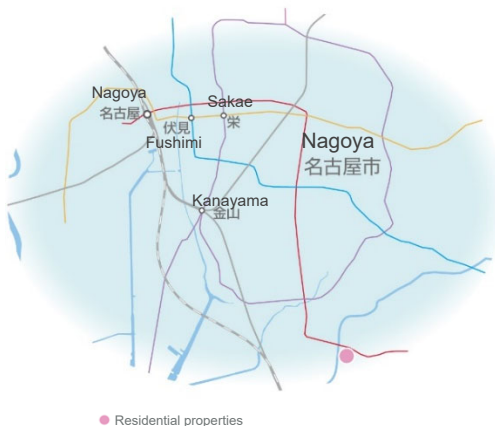 Nagoya
名古屋
Sakae
栄
伏見
Fushimi
Nagoya
名古屋市
Kanayama
金山
Residential properties